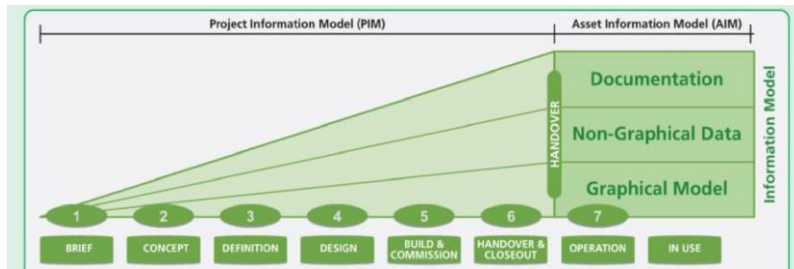 Project Information Model (PIM)
Asset Information Model (AIM)
Documentation
Non-Graphical Data
Graphical Model
HANDOVER
Information Model
1
2
3
4
5
6
7
BRIEF
CONCEPT
DEFINITION
DESIGN
BUILD &
COMMISSION
HANDOVER &
CLOSEOUT
OPERATION
IN USE